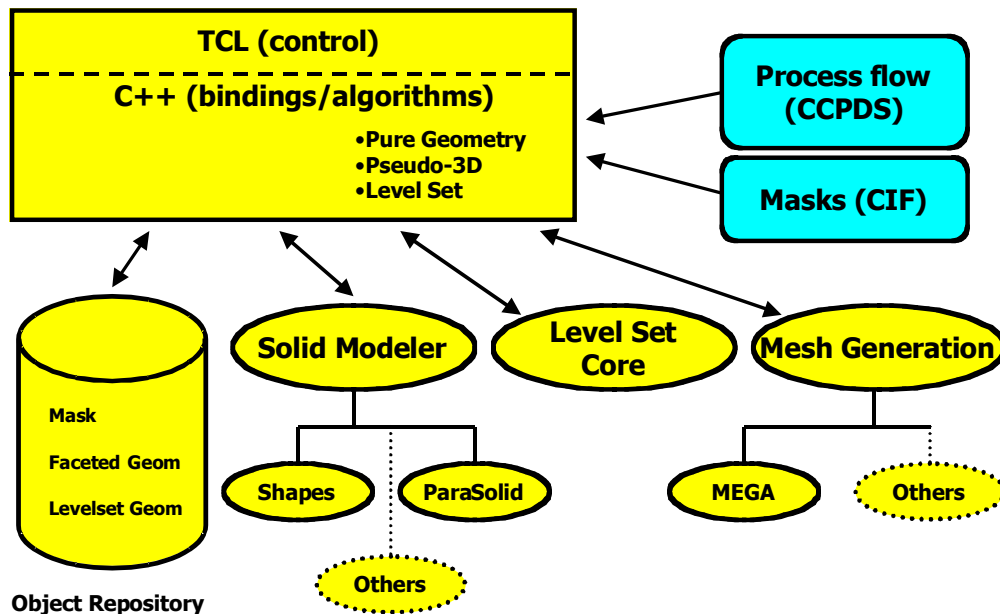 TCL (control)
C++ (bindings/algorithms)
•Pure Geometry
•Pseudo-3D
•Level Set
Process flow
(CCPDS)
Masks (CIF)
Solid Modeler
Level Set
Core
Mesh Generation
Mask
Faceted Geom
Levelset Geom
Shapes
ParaSolid
Others
MEGA
Others
Object Repository